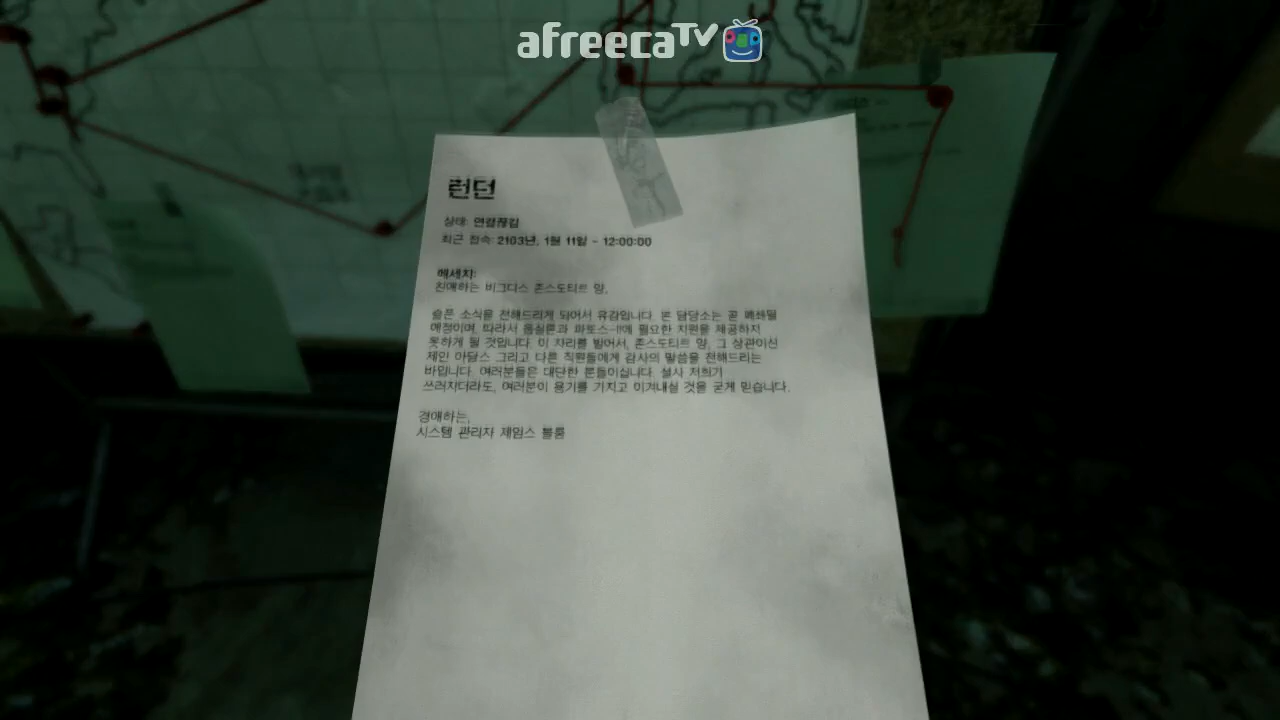 afreecaTV
런던
상태: 연결끊김
최근 접속: 2103년, 1월 11일 - 12:00:00
메세지:
친애하는 비그디스 존스도티르 양,
슬픈 소식을 전해드리게 되어서 유감입니다. 본 담당소는 곧 폐쇄될
예정이며, 따라서 옵실론과 파토스-II에 필요한 지원을 제공하지
못하게 될 것입니다. 이 자리를 빌어서, 존스도티르 양, 그 상관이신
제인 아담스 그리고 다른 직원들에게 감사의 말씀을 전해드리는
바입니다. 여러분들은 대단한 분들이십니다. 설사 저희가
쓰러지더라도, 여러분이 용기를 가지고 이겨내실 것을 굳게 믿습니다.
경애하는,
시스템 관리자 제임스 블룸